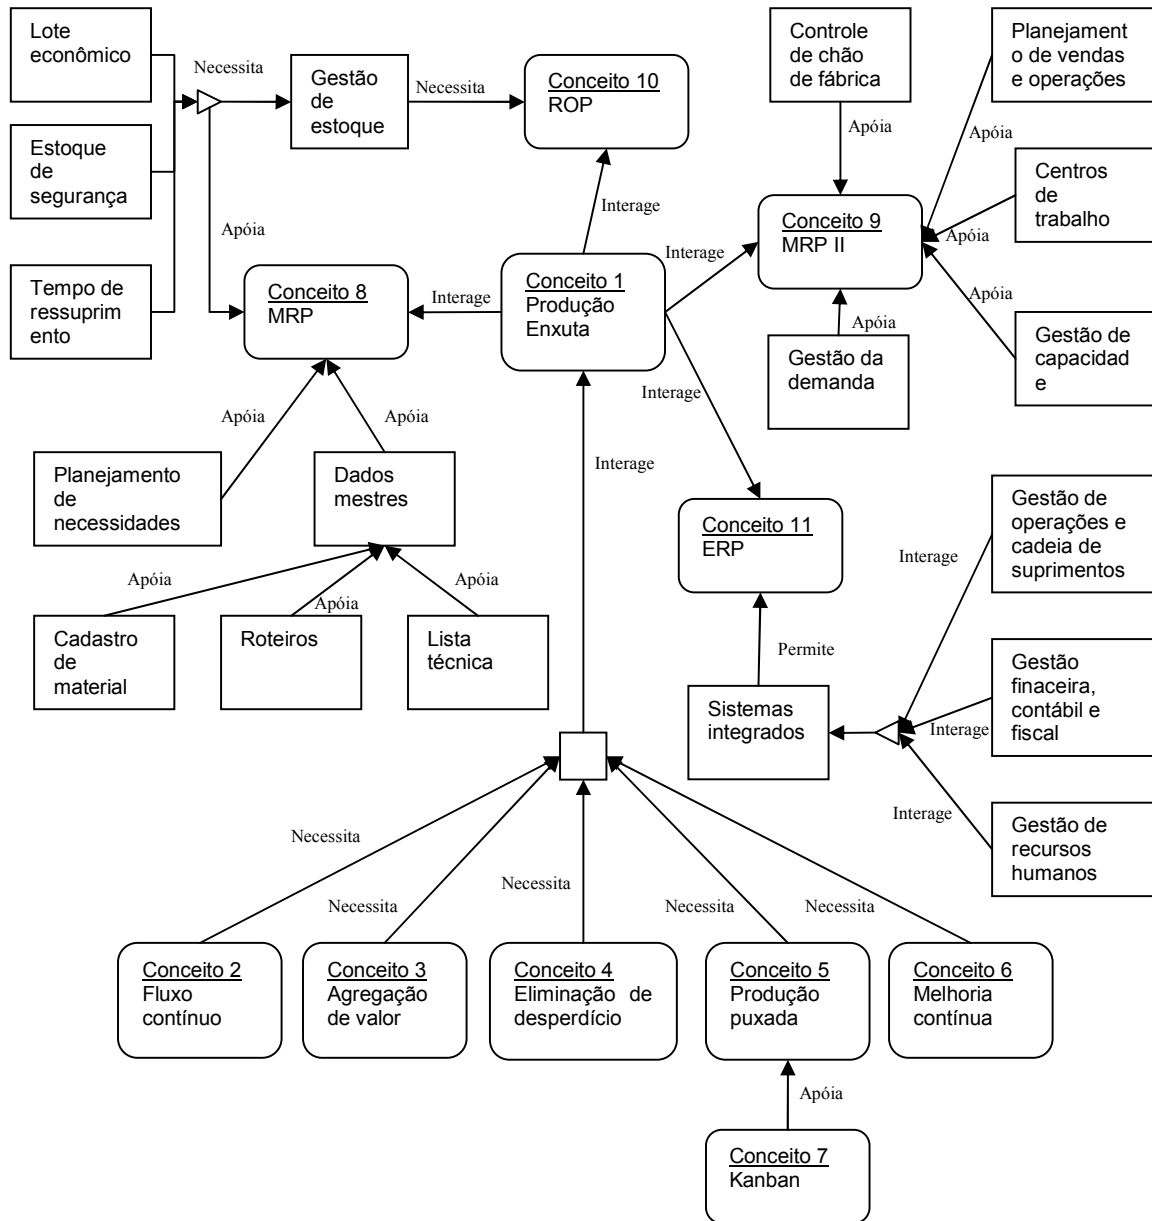 Lote
econômico
Necessita
Gestão
de
estoque
Necessita
Conceito 10
ROP
Controle
de chão
de fábrica
Planejament
o de vendas
e operações
Apóia
Apóia
Estoque
de
segurança
Centros
de
trabalho
Apóia
Interage
Conceito 9
MRP II
Apóia
Interage
Tempo de
ressuprim
ento
Conceito 8
MRP
Interage
Conceito 1
Produção
Enxuta
Apóia
Apóia
Gestão da
demanda
Gestão de
capacidad
e
Interage
Apóia
Apóia
Planejamento
de
necessidades
Dados
mestres
Interage
Conceito 11
ERP
Gestão de
operações e
cadeia de
suprimentos
Interage
Apóia
Apóia
Apóia
Cadastro
de
material
Roteiros
Lista
técnica
Permite
Gestão
finaceira,
contábil e
fiscal
Interage
Sistemas
integrados
Interage
Gestão de
recursos
humanos
Necessita
Necessita
Necessita
Necessita
Necessita
Conceito 2
Fluxo
contínuo
Conceito 3
Agregação
de valor
Conceito 4
Eliminação de
desperdício
Conceito 5
Produção
puxada
Conceito 6
Melhoria
contínua
Apóia
Conceito 7
Kanban